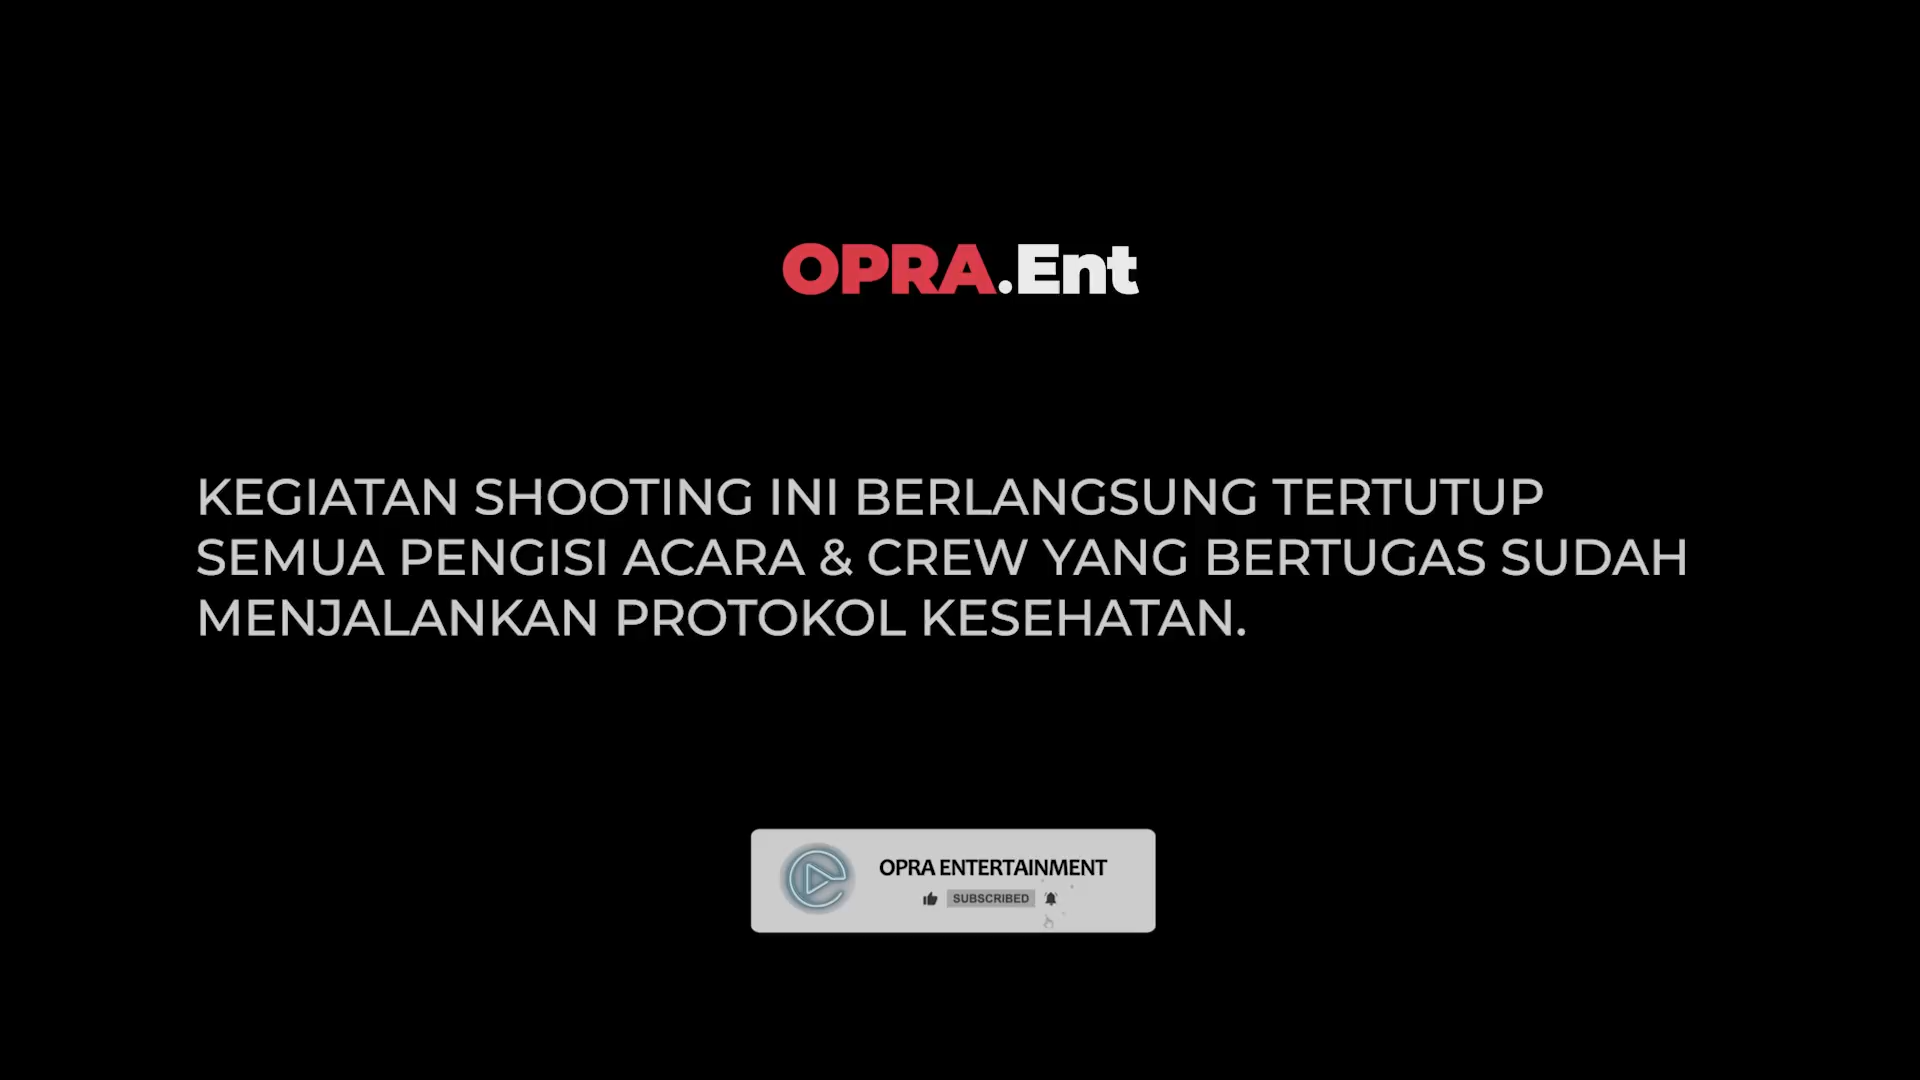 OPRA.Ent
KEGIATAN SHOOTING INI BERLANGSUNG TERTUTUP
SEMUA PENGISI ACARA & CREW YANG BERTUGAS SUDAH
MENJALANKAN PROTOKOL KESEHATAN.
OPRA ENTERTAINMENT
SUBSCRIBED